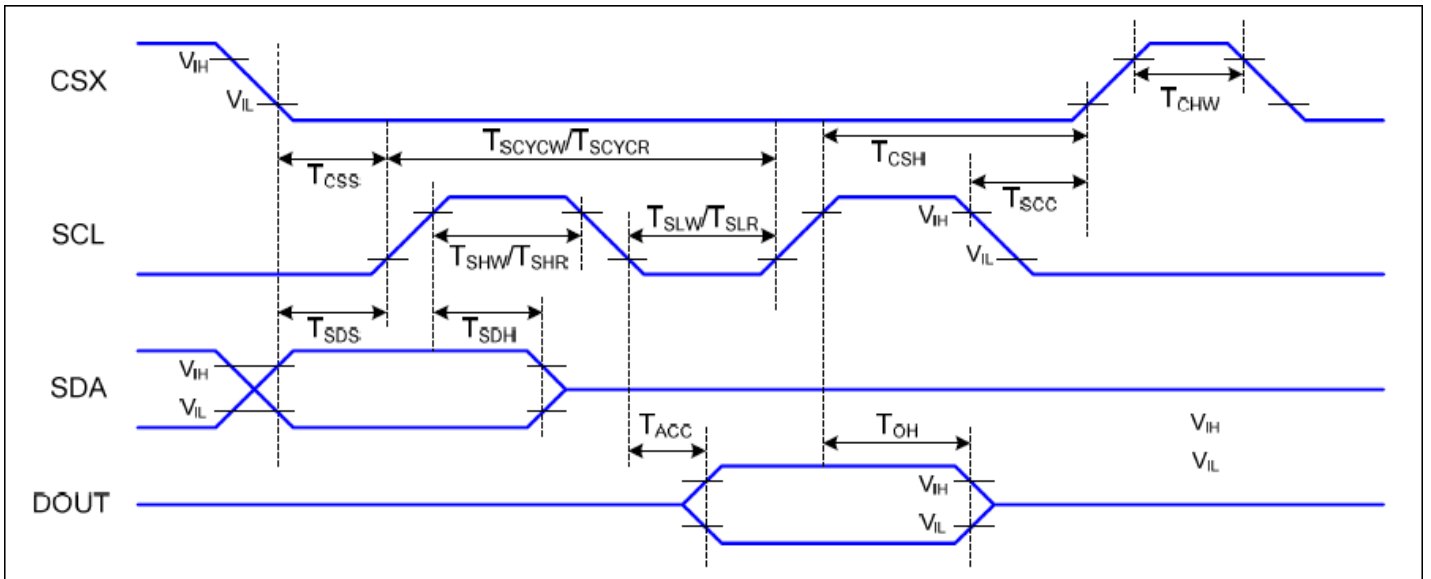 CSX
VIH
VIL
TCHW
TSCYCW/TSCYCR
TCSH
TCSS
TSCC
SCL
VIH
VIL
TSLW/TSLR
TSHW/TSHR
TSDS
TSDH
SDA
VIH
VIL
TACC
TOH
VIH
VIL
DOUT
VIH
VIL